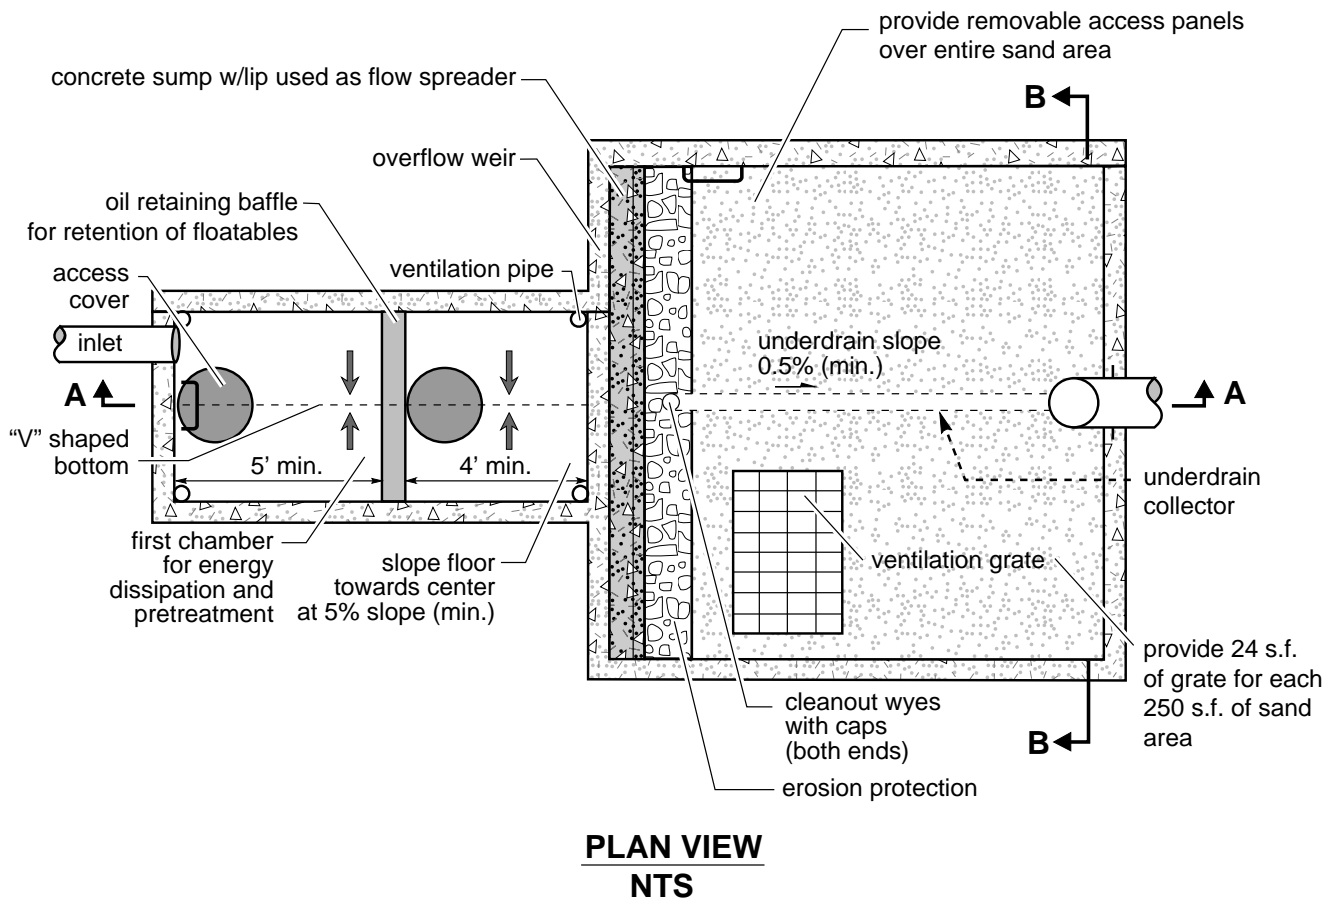 provide removable access panels
over entire sand area
concrete sump w/lip used as flow spreader
B
overflow weir
oil retaining baffle
for retention of floatables
access
cover
ventilation pipe
inlet
underdrain slope
0.5% (min.)
A
A
“V” shaped
bottom
5’ min.
4’ min.
underdrain
collector
first chamber
for energy
dissipation and
pretreatment
slope floor
towards center
at 5% slope (min.)
ventilation grate
provide 24 s.f.
of grate for each
250 s.f. of sand
area
cleanout wyes
with caps
(both ends)
B
erosion protection
PLAN VIEW
NTS